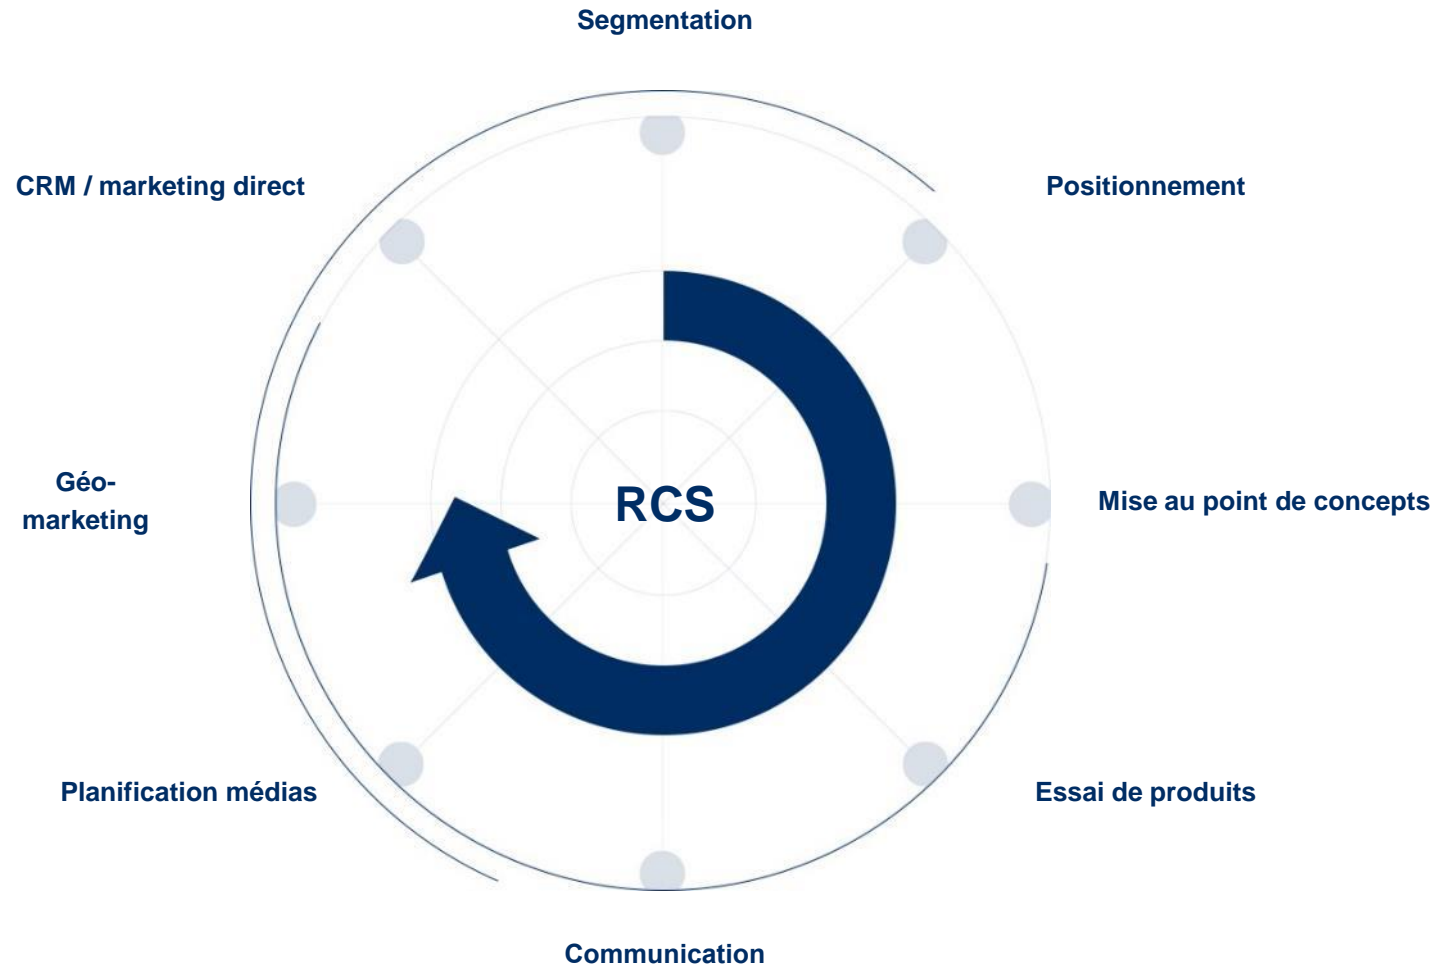 Segmentation
CRM / marketing direct
Positionnement
Géo-
marketing
RCS
Mise au point de concepts
Planification médias
Essai de produits
Communication